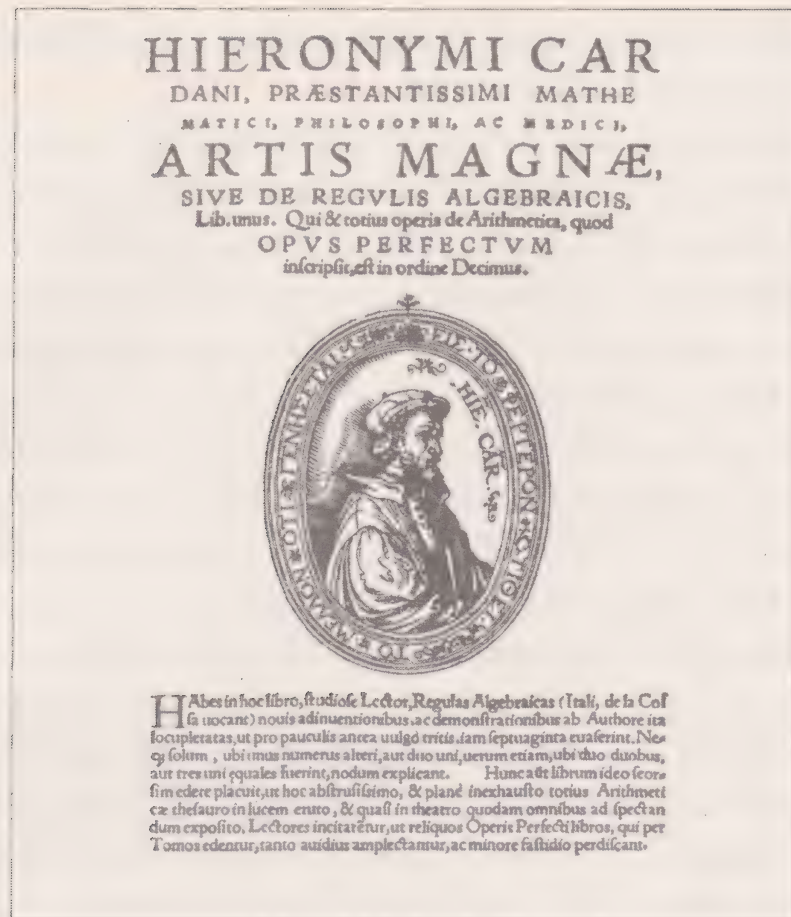 HIERONYMI CAR
DANI, PRÆSTANTISSIMI MATHE
MATICI, PHILOSOPHI, AC MEDICI,
ARTIS MAGNÆ,
SIVE DE REGVLIS ALGEBRAICIS,
Lib.unus. Qui & totius operis de Arithmetica, quod
OPVS PERFECTVM
inſcripſit,eſt in ordine Decimus.
HIE. CAR.
HAbes in hoc libro, ſtudioſe Lector,Regulas Algebraicas (Itali, de la Coſ
ſa uocant) nouis adinuentionibus,ac demonſtrationibus ab Authore ita
locupletatas,ut pro pauculis antea uulgò tritis,iam ſeptuaginta euaſerint.Ne⸗
q; ſolum , ubi unus numerus alteri,aut duo uni,uerum etiam,ubi duo duobus,
aut tres uni ęquales fuerint,nodum explicant. Hunc aūt librum ideo ſeor⸗
ſim edere placuit,ut hoc abſtruſiſsimo, & planè inexhauſto totius Arithmeti
cæ theſauro in lucem eruto , & quaſi in theatro quodam omnibus ad ſpectan
dum expoſito, Lectores incitarētur,ut reliquos Operis Perfecti libros, qui per
Tomos edentur,tanto auidius amplectantur,ac minore faſtidio perdiſcant.